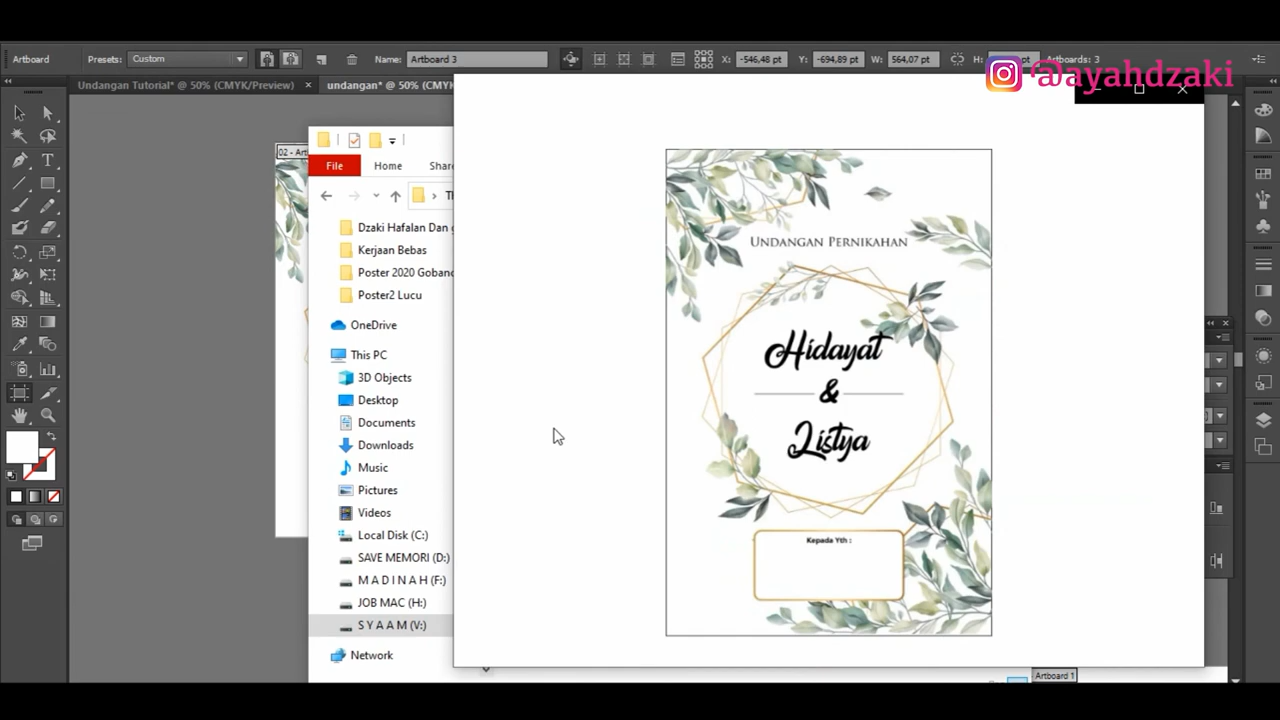 Artboard
Presets:
Custom
Name:
Artboard 3
X:
-546,48 pt
Y:
-694,89 pt
W:
564,07 pt
H:
pt
Artboards: 3
@ayahdzaki
Undangan Tutorial* @ 50% (CMYK/Preview)
×
undangan* @ 50% (CMYK
02 - Art
File
Home
Share
Th
Dzaki Hafalan Dan g
Kerjaan Bebas
Poster 2020 Goband
Poster2 Lucu
OneDrive
This PC
3D Objects
Desktop
Documents
Downloads
Music
Pictures
Videos
Local Disk (C:)
SAVE MEMORI (D:)
M A D I N A H (F:)
JOB MAC (H:)
S Y A A M (V:)
Network
Undangan Pernikahan
Hidayat
&
Listya
Kepada Yth :
Artboard 1